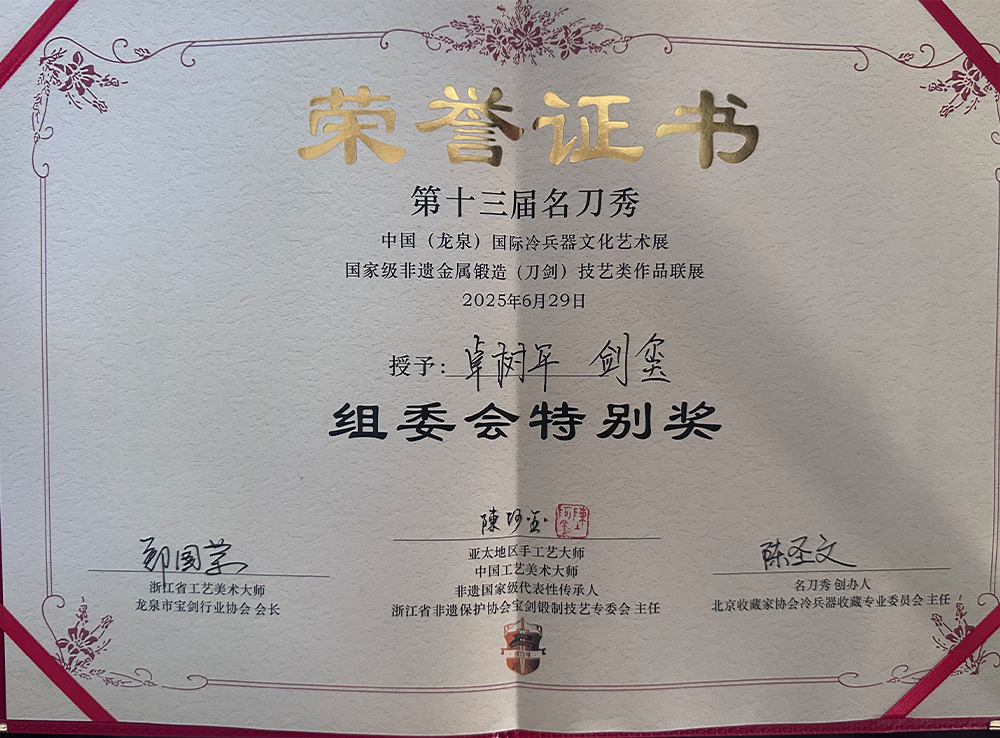 荣誉证书
第十三届名刀秀
中国（龙泉）国际冷兵器文化艺术展
国家级非遗金属锻造（刀剑）技艺类作品联展
2025年6月29日
授予：卓树军 剑玺
组委会特别奖
郑国荣
浙江省工艺美术大师
龙泉市宝剑行业协会 会长
陳阿金
亚太地区手工艺大师
中国工艺美术大师
非遗国家级代表性传承人
浙江省非遗保护协会宝剑锻制技艺专委会 主任
陈圣文
名刀秀 创办人
北京收藏家协会冷兵器收藏专业委员会 主任